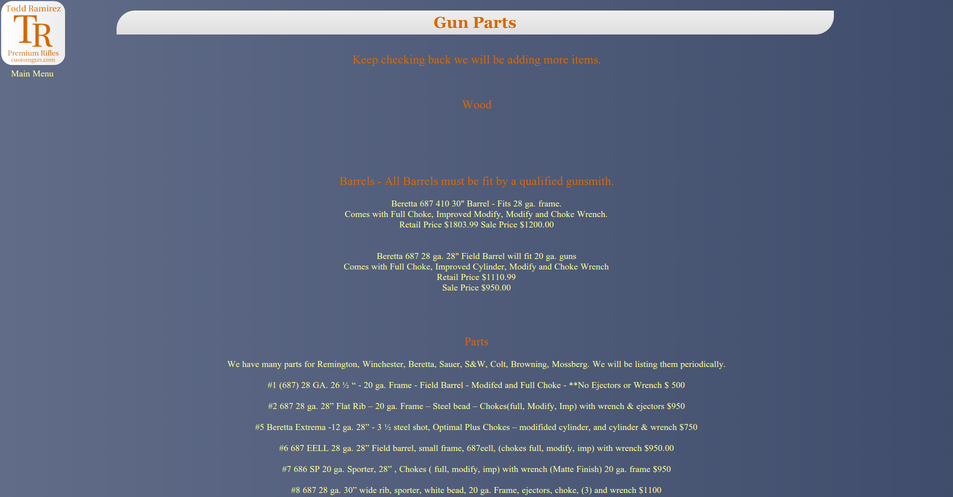 Todd Ramirez
TR
Premium Rifles
customgun.com
Main Menu
Gun Parts
Keep checking back we will be adding more items.
Wood
Barrels - All Barrels must be fit by a qualified gunsmith.
Beretta 687 410 30" Barrel - Fits 28 ga. frame.
Comes with Full Choke, Improved Modify, Modify and Choke Wrench.
Retail Price $1803.99 Sale Price $1200.00
Beretta 687 28 ga. 28" Field Barrel will fit 20 ga. guns
Comes with Full Choke, Improved Cylinder, Modify and Choke Wrench
Retail Price $1110.99
Sale Price $950.00
Parts
We have many parts for Remington, Winchester, Beretta, Sauer, S&W, Colt, Browning, Mossberg. We will be listing them periodically.
#1 (687) 28 GA. 26 ½ “ - 20 ga. Frame - Field Barrel - Modifed and Full Choke - **No Ejectors or Wrench $ 500
#2 687 28 ga. 28” Flat Rib – 20 ga. Frame – Steel bead – Chokes(full, Modify, Imp) with wrench & ejectors $950
#5 Beretta Extrema -12 ga. 28” - 3 ½ steel shot, Optimal Plus Chokes – modifided cylinder, and cylinder & wrench $750
#6 687 EELL 28 ga. 28” Field barrel, small frame, 687eell, (chokes full, modify, imp) with wrench $950.00
#7 686 SP 20 ga. Sporter, 28” , Chokes ( full, modify, imp) with wrench (Matte Finish) 20 ga. frame $950
#8 687 28 ga. 30” wide rib, sporter, white bead, 20 ga. Frame, ejectors, choke, (3) and wrench $1100